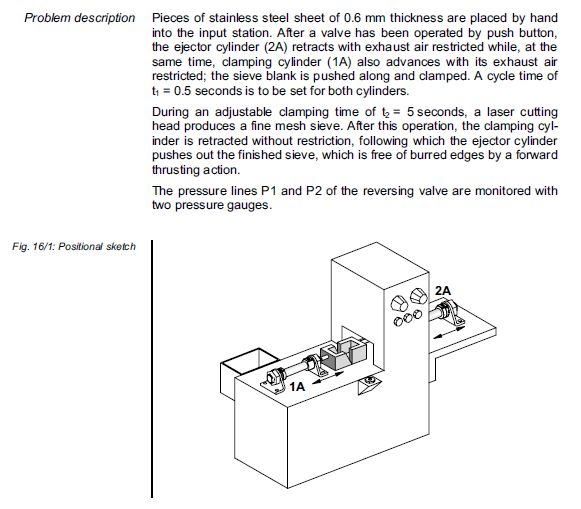 Problem description
Pieces of stainless steel sheet of 0.6 mm thickness are placed by hand
into the input station. After a valve has been operated by push button,
the ejector cylinder (2A) retracts with exhaust air restricted while, at the
same time, clamping cylinder (1A) also advances with its exhaust air
restricted; the sieve blank is pushed along and clamped. A cycle time of
t₁ = 0.5 seconds is to be set for both cylinders.
During an adjustable clamping time of t₂ = 5 seconds, a laser cutting
head produces a fine mesh sieve. After this operation, the clamping cyl-
inder is retracted without restriction, following which the ejector cylinder
pushes out the finished sieve, which is free of burred edges by a forward
thrusting action.
The pressure lines P1 and P2 of the reversing valve are monitored with
two pressure gauges.
Fig. 16/1: Positional sketch
2A
1A